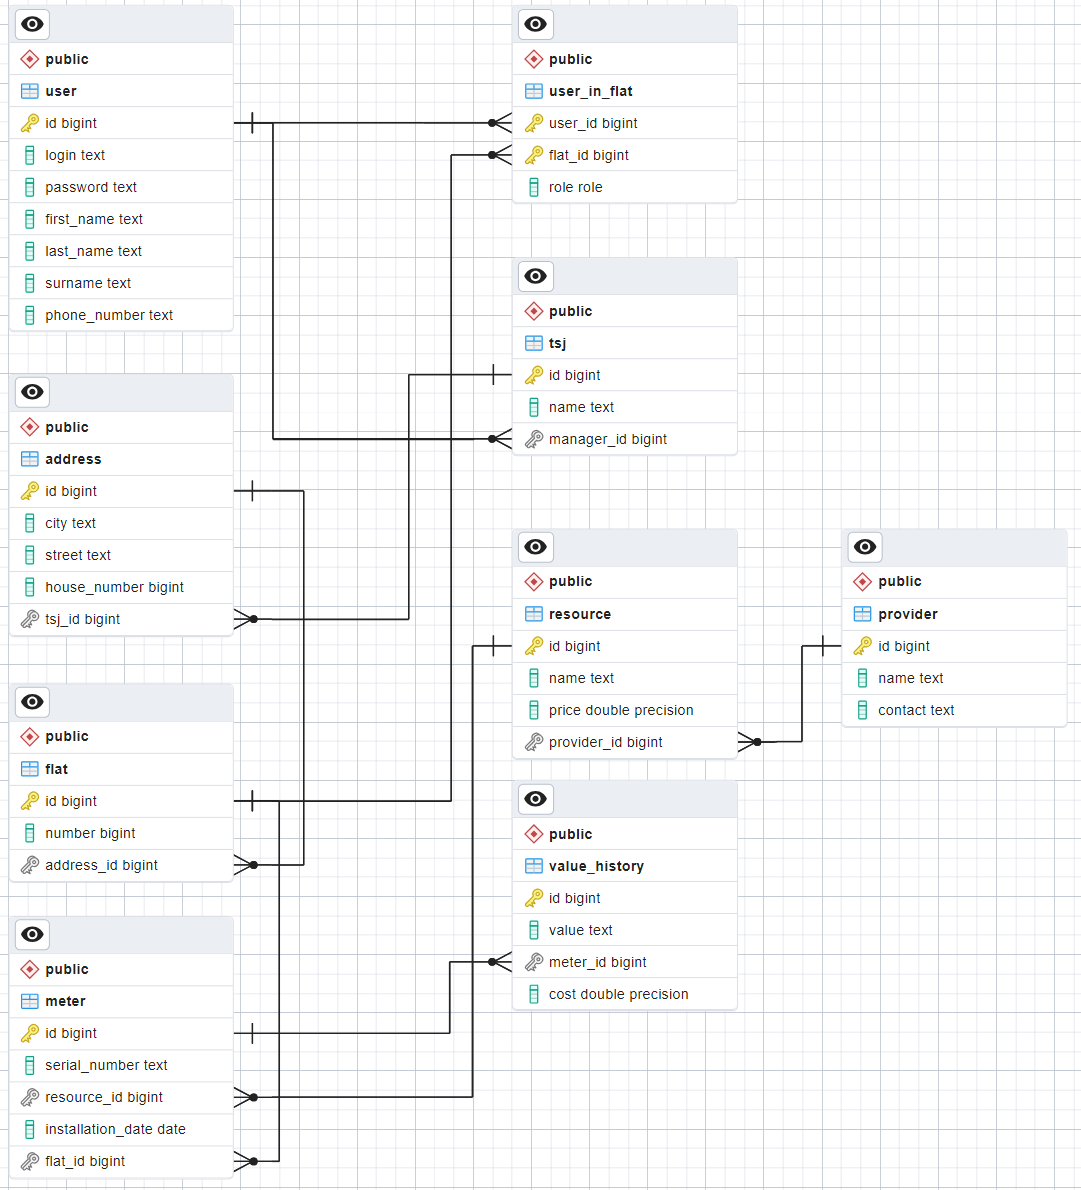 public
user
id bigint
login text
password text
first_name text
last_name text
surname text
phone_number text
public
user_in_flat
user_id bigint
flat_id bigint
role role
public
tsj
id bigint
name text
manager_id bigint
public
address
id bigint
city text
street text
house_number bigint
tsj_id bigint
public
resource
id bigint
name text
price double precision
provider_id bigint
public
provider
id bigint
name text
contact text
public
flat
id bigint
number bigint
address_id bigint
public
value_history
id bigint
value text
meter_id bigint
cost double precision
public
meter
id bigint
serial_number text
resource_id bigint
installation_date date
flat_id bigint